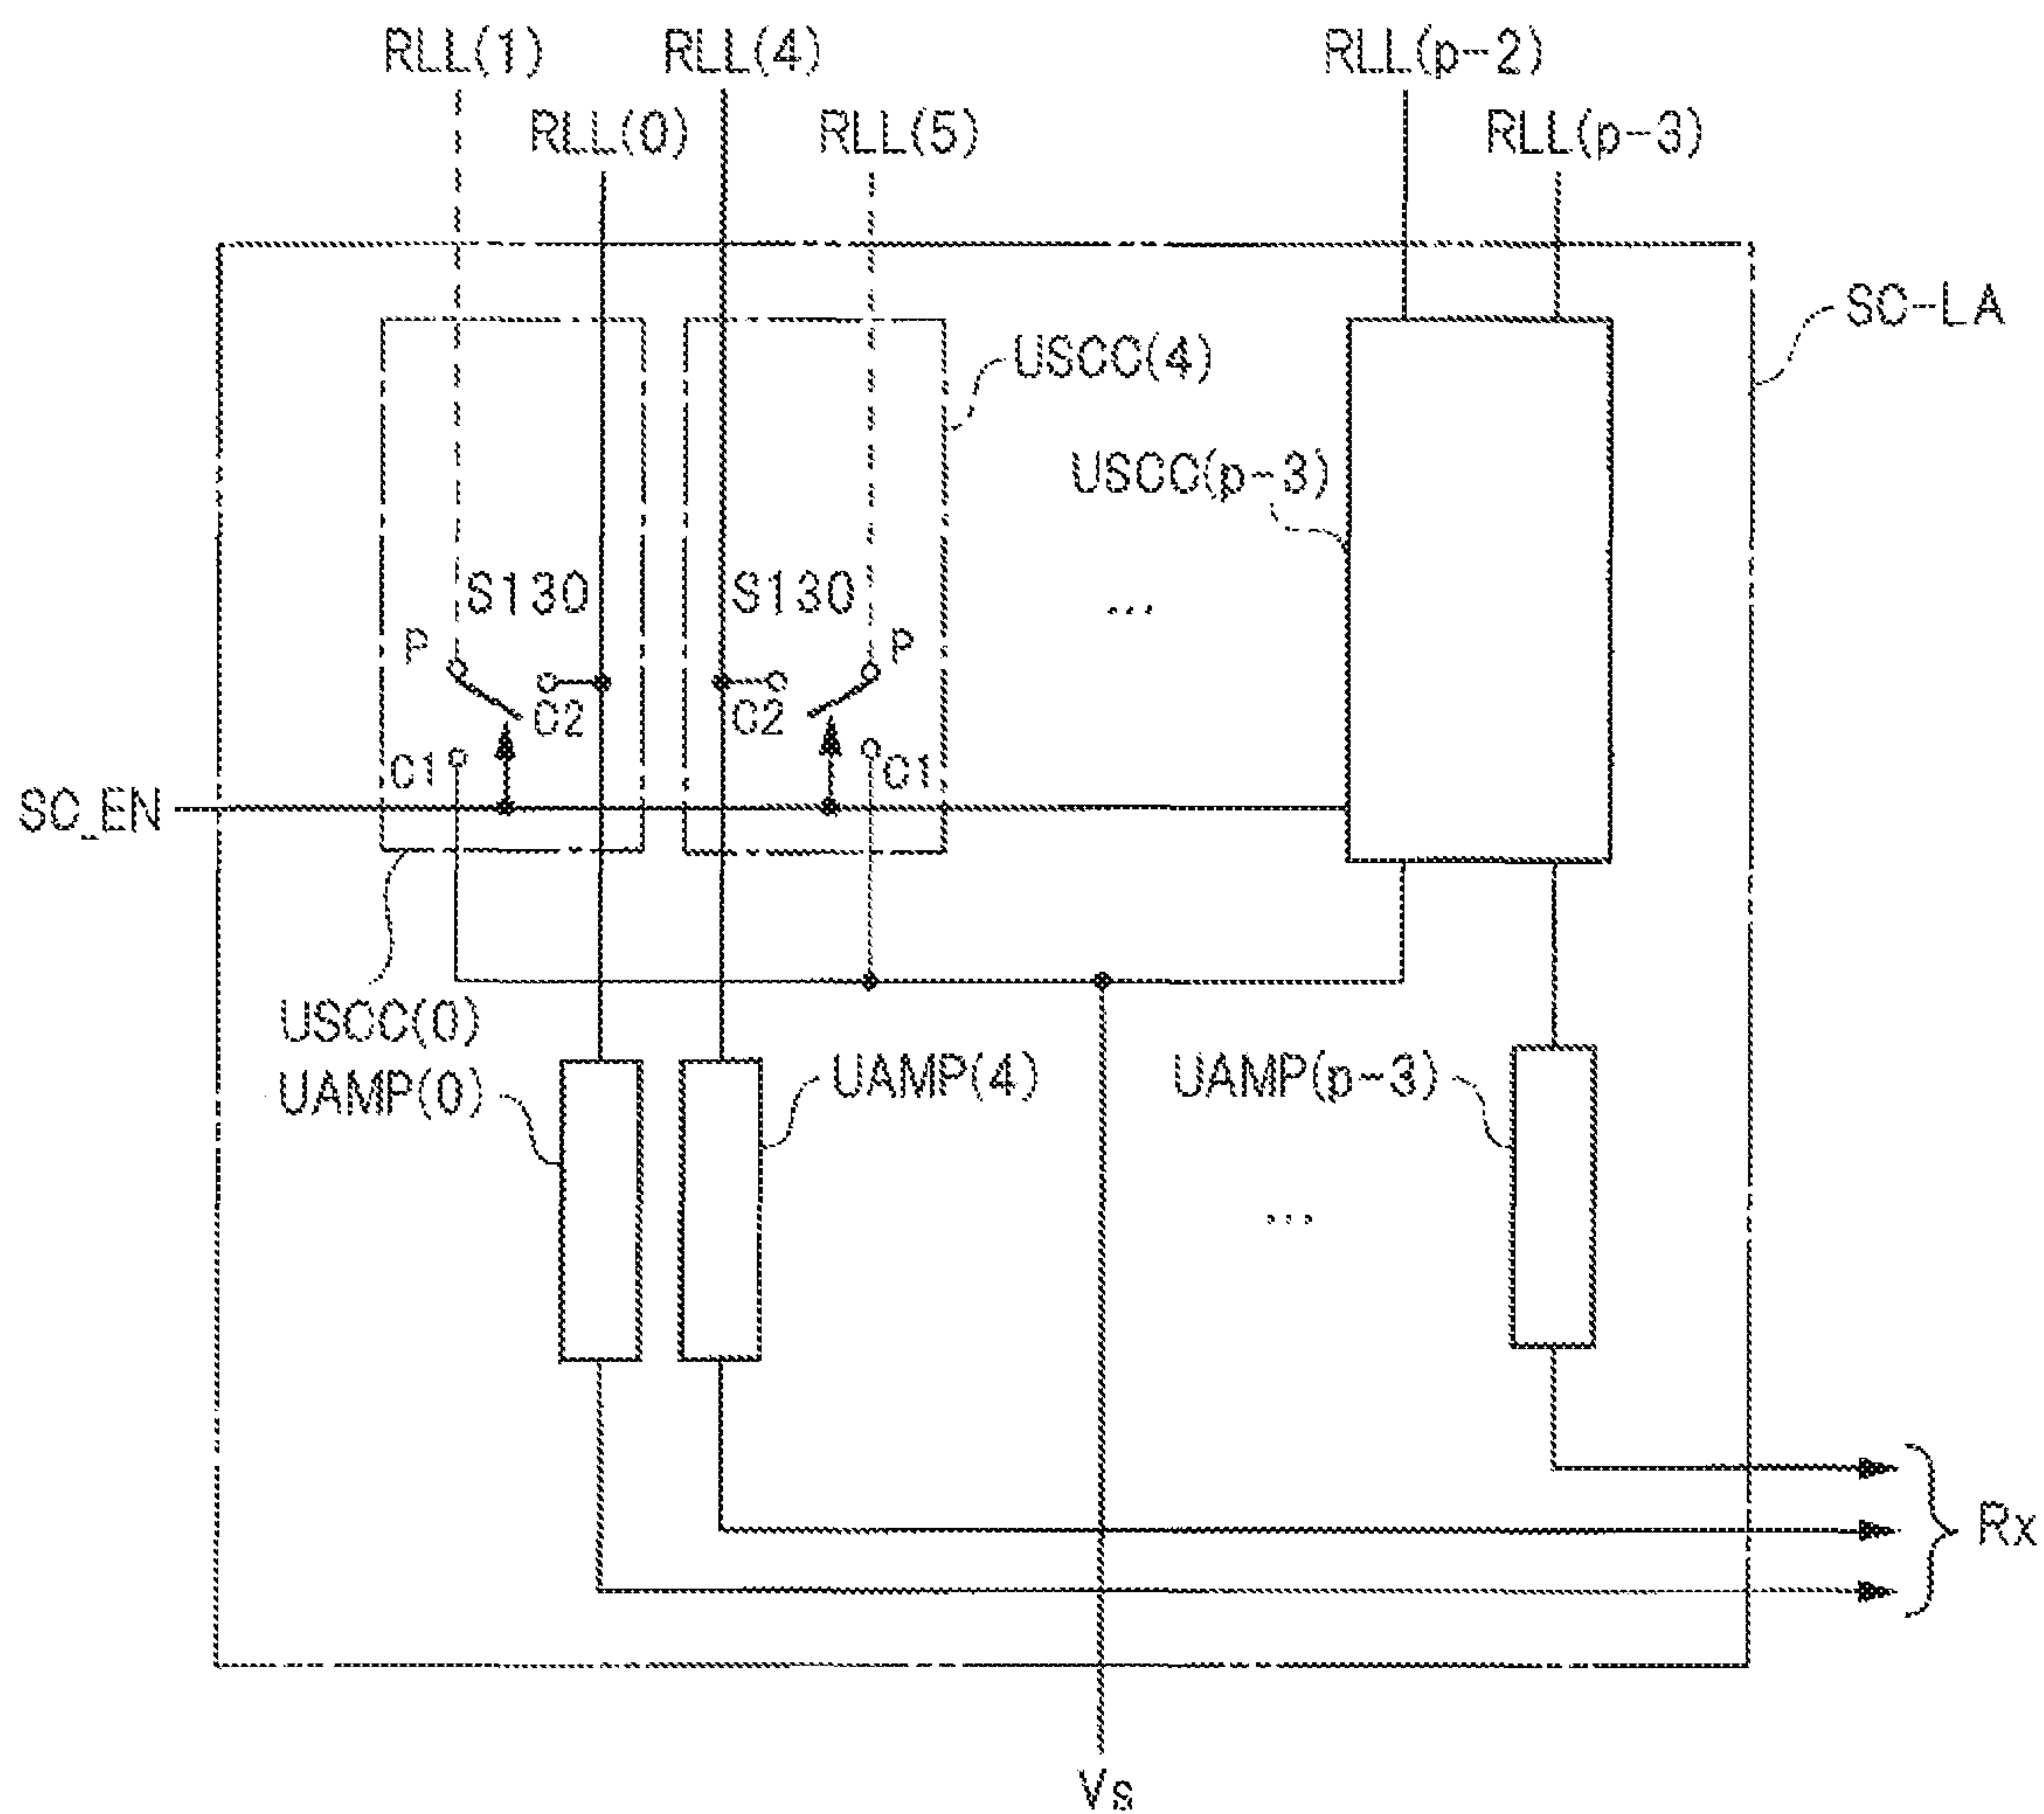 RLL(1)
RLL(4)
RLL(p-2)
RLL(0)
RLL(5)
RLL(p-3)
SC-LA
USCC(4)
USCC(p-3)
S130
S130
...
P
P
C2
C2
C1
C1
SC_EN
USCC(0)
UAMP(0)
UAMP(4)
UAMP(p-3)
...
Rx
Vs